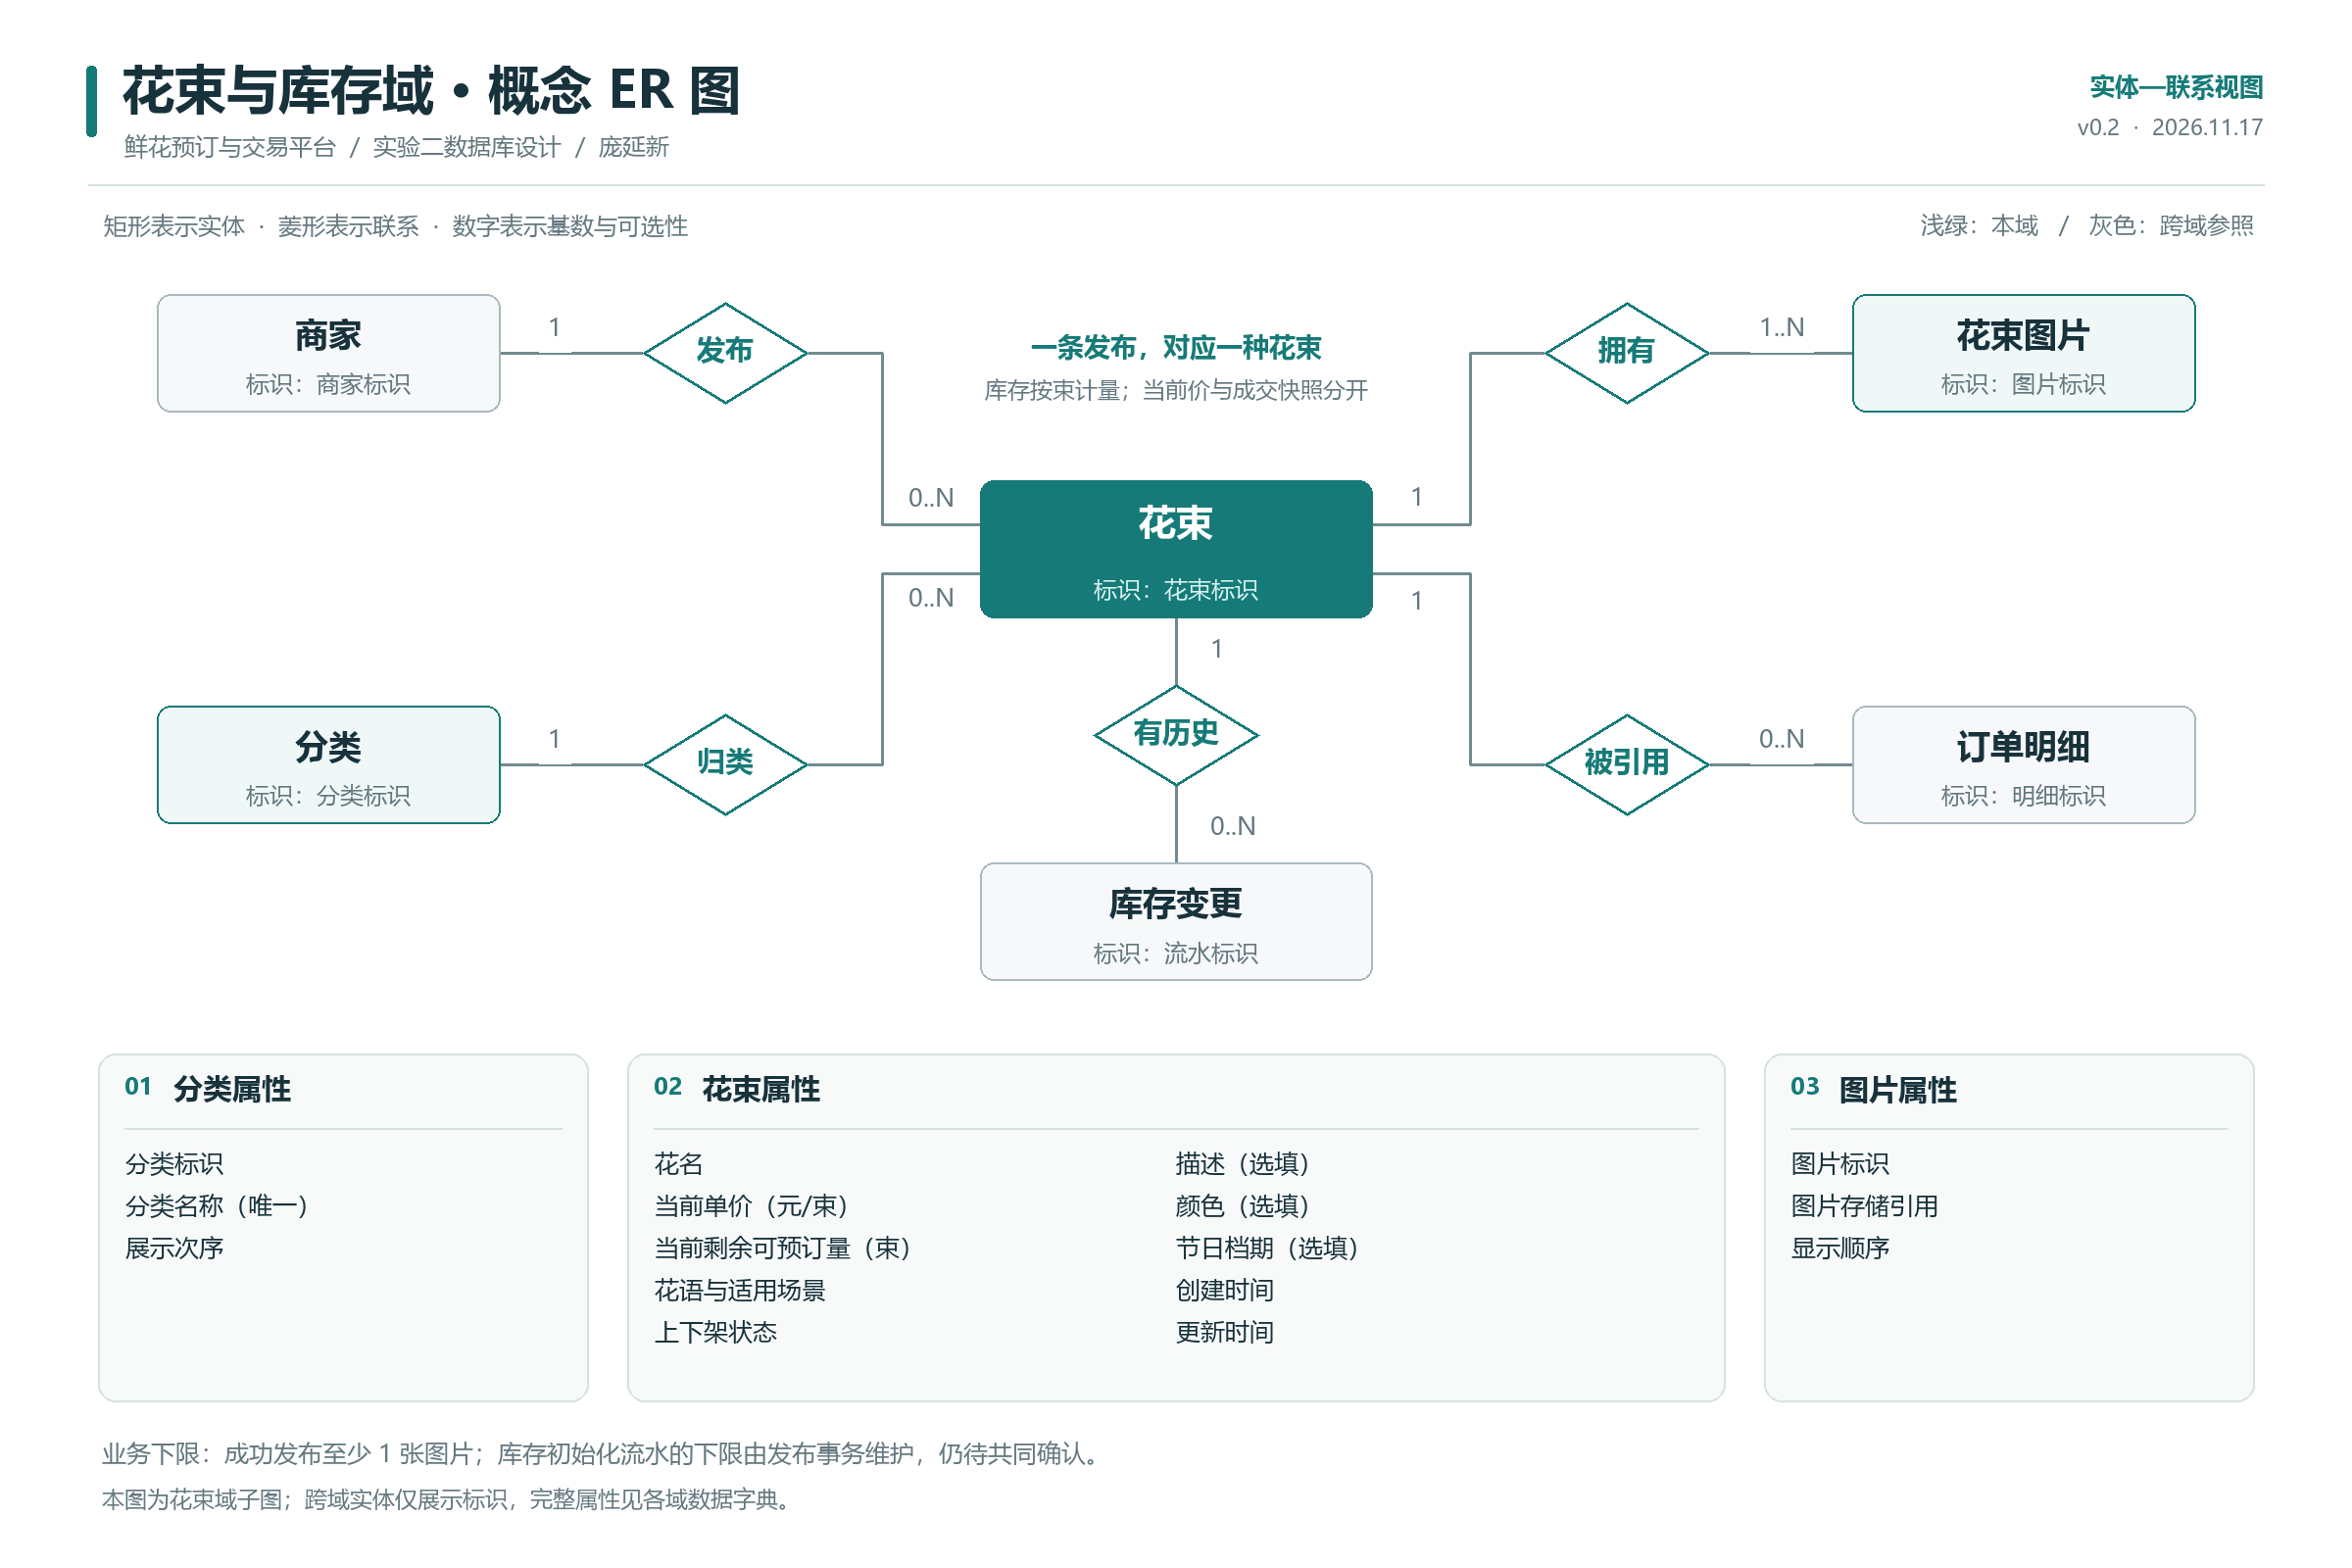 花束与库存域 · 概念 ER 图
实体—联系视图
鲜花预订与交易平台 / 实验二数据库设计 / 庞延新
v0.2 · 2026.11.17
矩形表示实体 · 菱形表示联系 · 数字表示基数与可选性
浅绿：本域 / 灰色：跨域参照
商家
标识：商家标识
1
发布
0..N
一条发布，对应一种花束
库存按束计量；当前价与成交快照分开
拥有
1..N
1
花束图片
标识：图片标识
花束
标识：花束标识
分类
标识：分类标识
1
归类
0..N
1
有历史
0..N
1
被引用
0..N
订单明细
标识：明细标识
库存变更
标识：流水标识
01 分类属性
分类标识
分类名称（唯一）
展示次序
02 花束属性
花名
当前单价（元/束）
当前剩余可预订量（束）
花语与适用场景
上下架状态
描述（选填）
颜色（选填）
节日档期（选填）
创建时间
更新时间
03 图片属性
图片标识
图片存储引用
显示顺序
业务下限：成功发布至少 1 张图片；库存初始化流水的下限由发布事务维护，仍待共同确认。
本图为花束域子图；跨域实体仅展示标识，完整属性见各域数据字典。